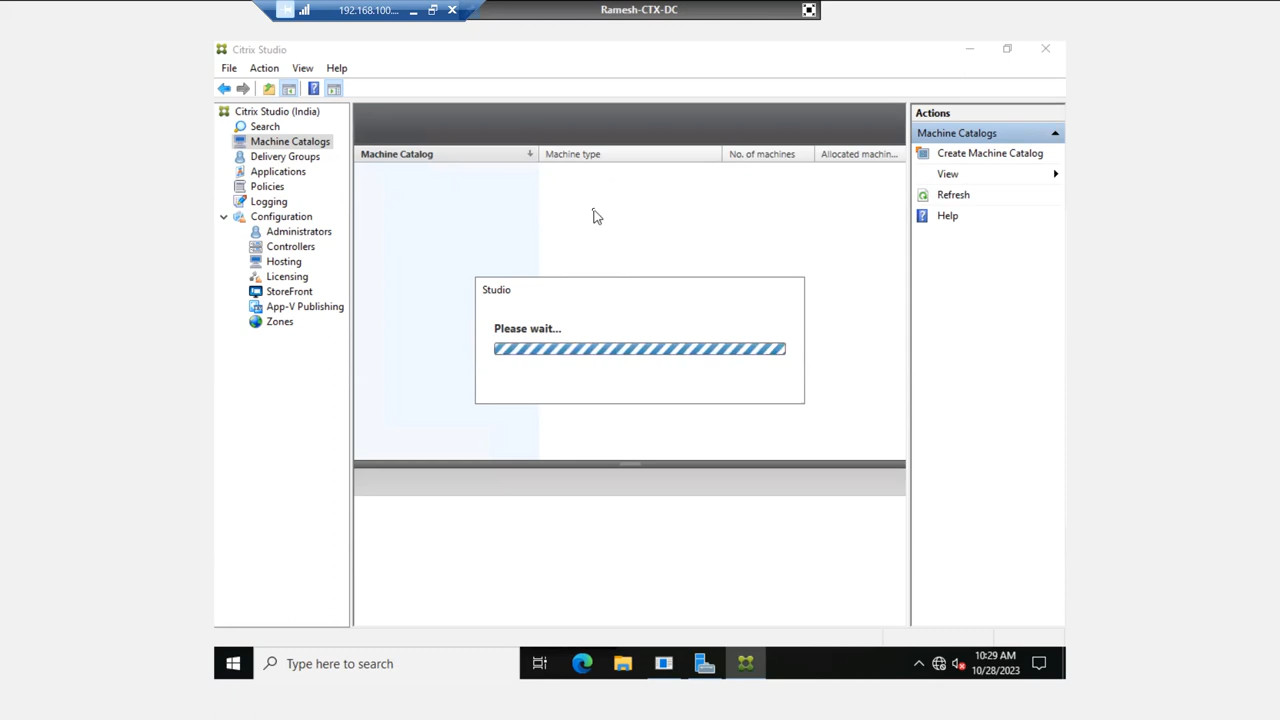 192.168.100....
Ramesh-CTX-DC
Citrix Studio
File Action View Help
Citrix Studio (India)
Search
Machine Catalogs
Delivery Groups
Applications
Policies
Logging
Configuration
Administrators
Controllers
Hosting
Licensing
StoreFront
App-V Publishing
Zones
Machine Catalog Machine type No. of machines Allocated machin...
Studio
Please wait...
Actions
Machine Catalogs
Create Machine Catalog
View
Refresh
Help
Type here to search
10:29 AM
10/28/2023